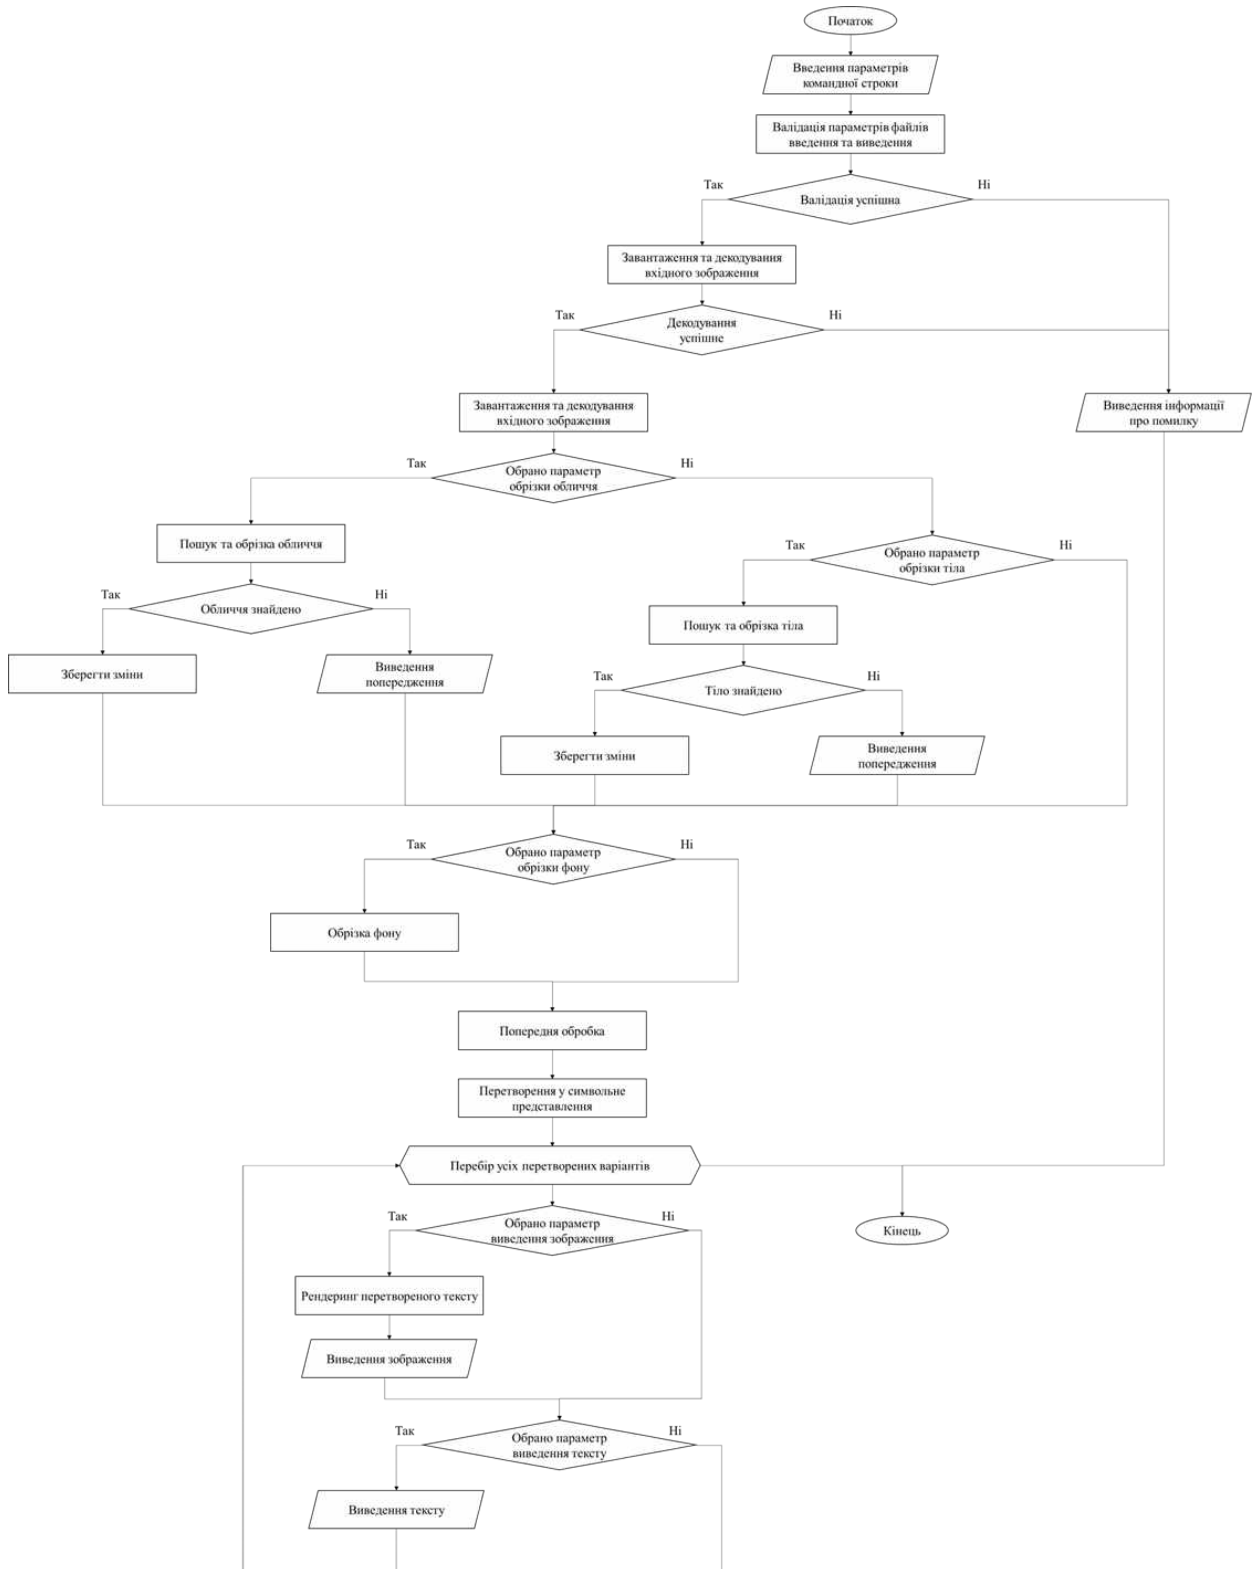 Початок
Введення параметрів
командної строки
Валідація параметрів файлів
введення та виведення
Так
Валідація успішна
Ні
Завантаження та декодування
вхідного зображення
Так
Декодування
успішне
Ні
Завантаження та декодування
вхідного зображення
Виведення інформації
про помилку
Так
Обрано параметр
обрізки обличчя
Ні
Пошук та обрізка обличчя
Так
Обрано параметр
обрізки тіла
Ні
Так
Обличчя знайдено
Ні
Пошук та обрізка тіла
Зберегти зміни
Виведення
попередження
Так
Тіло знайдено
Ні
Зберегти зміни
Виведення
попередження
Так
Обрано параметр
обрізки фону
Ні
Обрізка фону
Попередня обробка
Перетворення у символьне
представлення
Перебір усіх перетворених варіантів
Так
Обрано параметр
виведення зображення
Ні
Кінець
Рендеринг перетвореного тексту
Виведення зображення
Так
Обрано параметр
виведення тексту
Ні
Виведення тексту